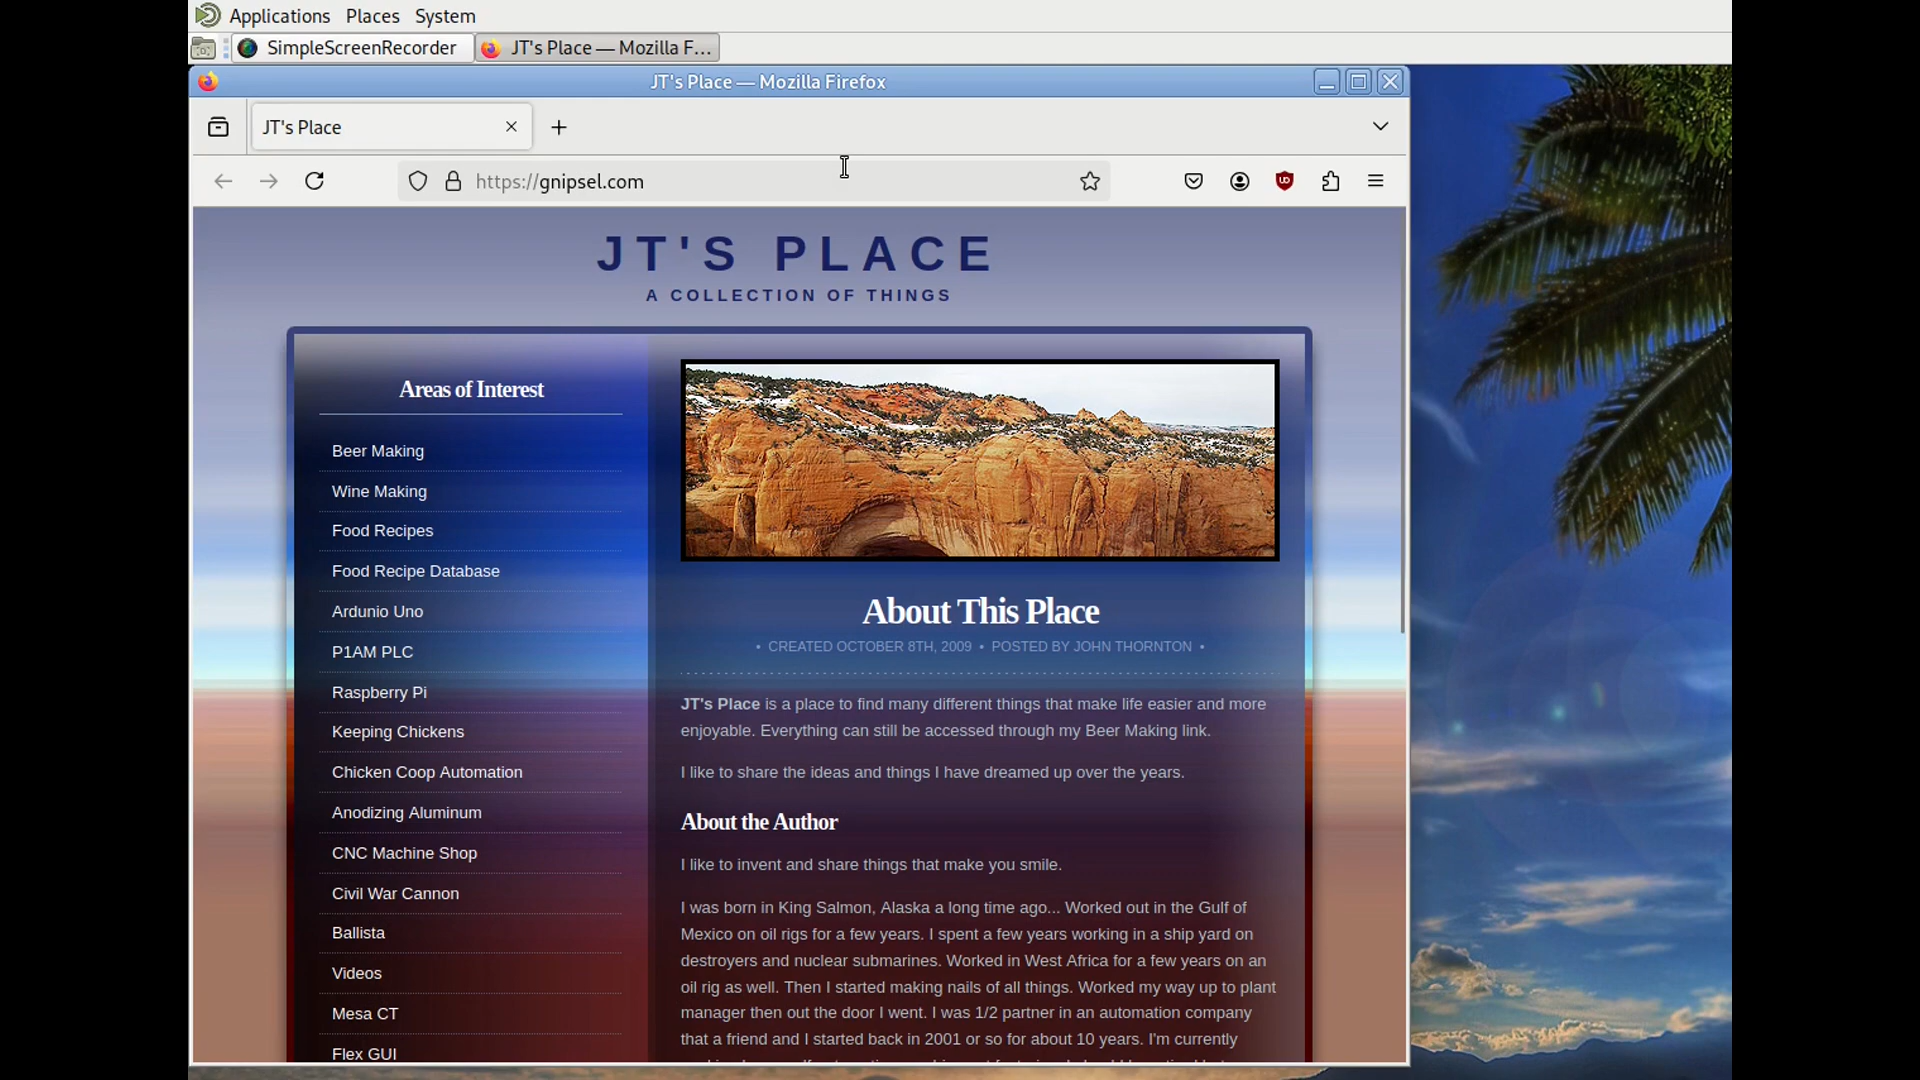 Applications Places System
SimpleScreenRecorder JT's Place — Mozilla F...
JT's Place — Mozilla Firefox
JT's Place
https://gnipsel.com
JT'S PLACE
A COLLECTION OF THINGS
Areas of Interest
Beer Making
Wine Making
Food Recipes
Food Recipe Database
Ardunio Uno
P1AM PLC
Raspberry Pi
Keeping Chickens
Chicken Coop Automation
Anodizing Aluminum
CNC Machine Shop
Civil War Cannon
Ballista
Videos
Mesa CT
Flex GUI
About This Place
• CREATED OCTOBER 8TH, 2009 • POSTED BY JOHN THORNTON •
JT's Place is a place to find many different things that make life easier and more
enjoyable. Everything can still be accessed through my Beer Making link.
I like to share the ideas and things I have dreamed up over the years.
About the Author
I like to invent and share things that make you smile.
I was born in King Salmon, Alaska a long time ago... Worked out in the Gulf of
Mexico on oil rigs for a few years. I spent a few years working in a ship yard on
destroyers and nuclear submarines. Worked in West Africa for a few years on an
oil rig as well. Then I started making nails of all things. Worked my way up to plant
manager then out the door I went. I was 1/2 partner in an automation company
that a friend and I started back in 2001 or so for about 10 years. I'm currently